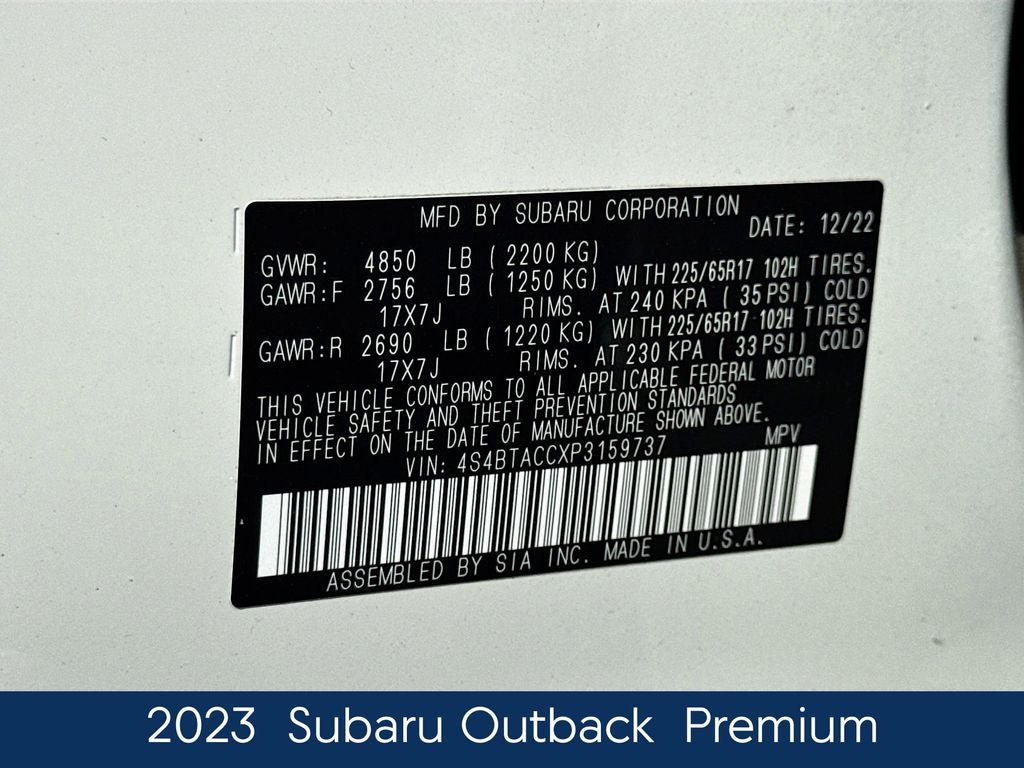 MFD BY SUBARU CORPORATION
DATE: 12/22
GVWR: 4850 LB ( 2200 KG)
GAWR:F 2756 LB ( 1250 KG) WITH 225/65R17 102H TIRES.
17X7J RIMS. AT 240 KPA ( 35PSI) COLD
GAWR:R 2690 LB ( 1220 KG) WITH 225/65R17 102H TIRES.
17X7J RIMS. AT 230 KPA ( 33PSI) COLD
THIS VEHICLE CONFORMS TO ALL APPLICABLE FEDERAL MOTOR
VEHICLE SAFETY AND THEFT PREVENTION STANDARDS
IN EFFECT ON THE DATE OF MANUFACTURE SHOWN ABOVE.
VIN: 4S4BTACCXP3159737 MPV
ASSEMBLED BY SIA INC. MADE IN U.S.A.
2023 Subaru Outback Premium